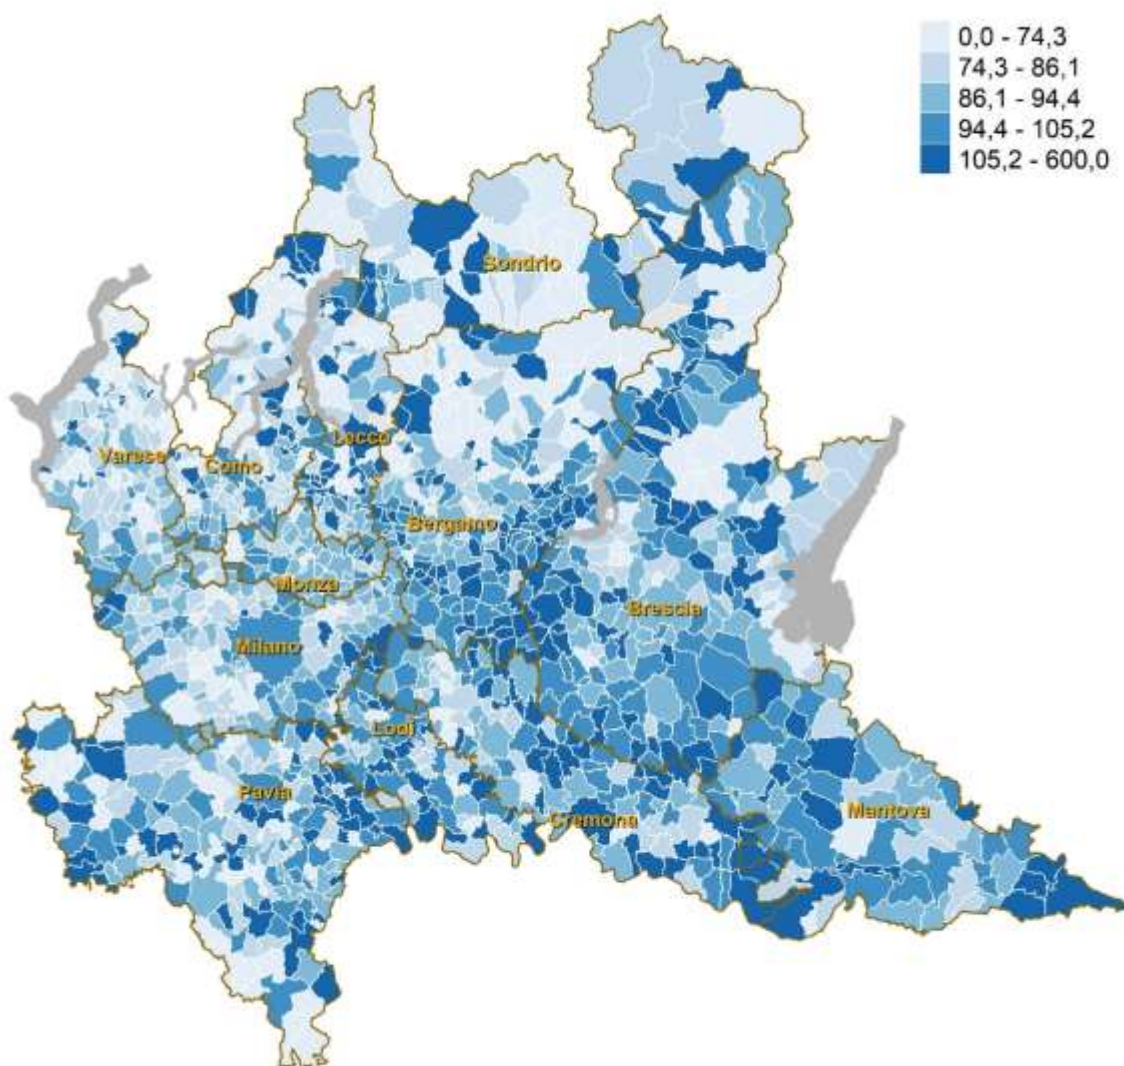 0,0 - 74,3
74,3 - 86,1
86,1 - 94,4
94,4 - 105,2
105,2 - 600,0
Sondrio
Lecco
Varese
Como
Bergamo
Monza
Brescia
Milano
Lodi
Pavia
Cremona
Mantova